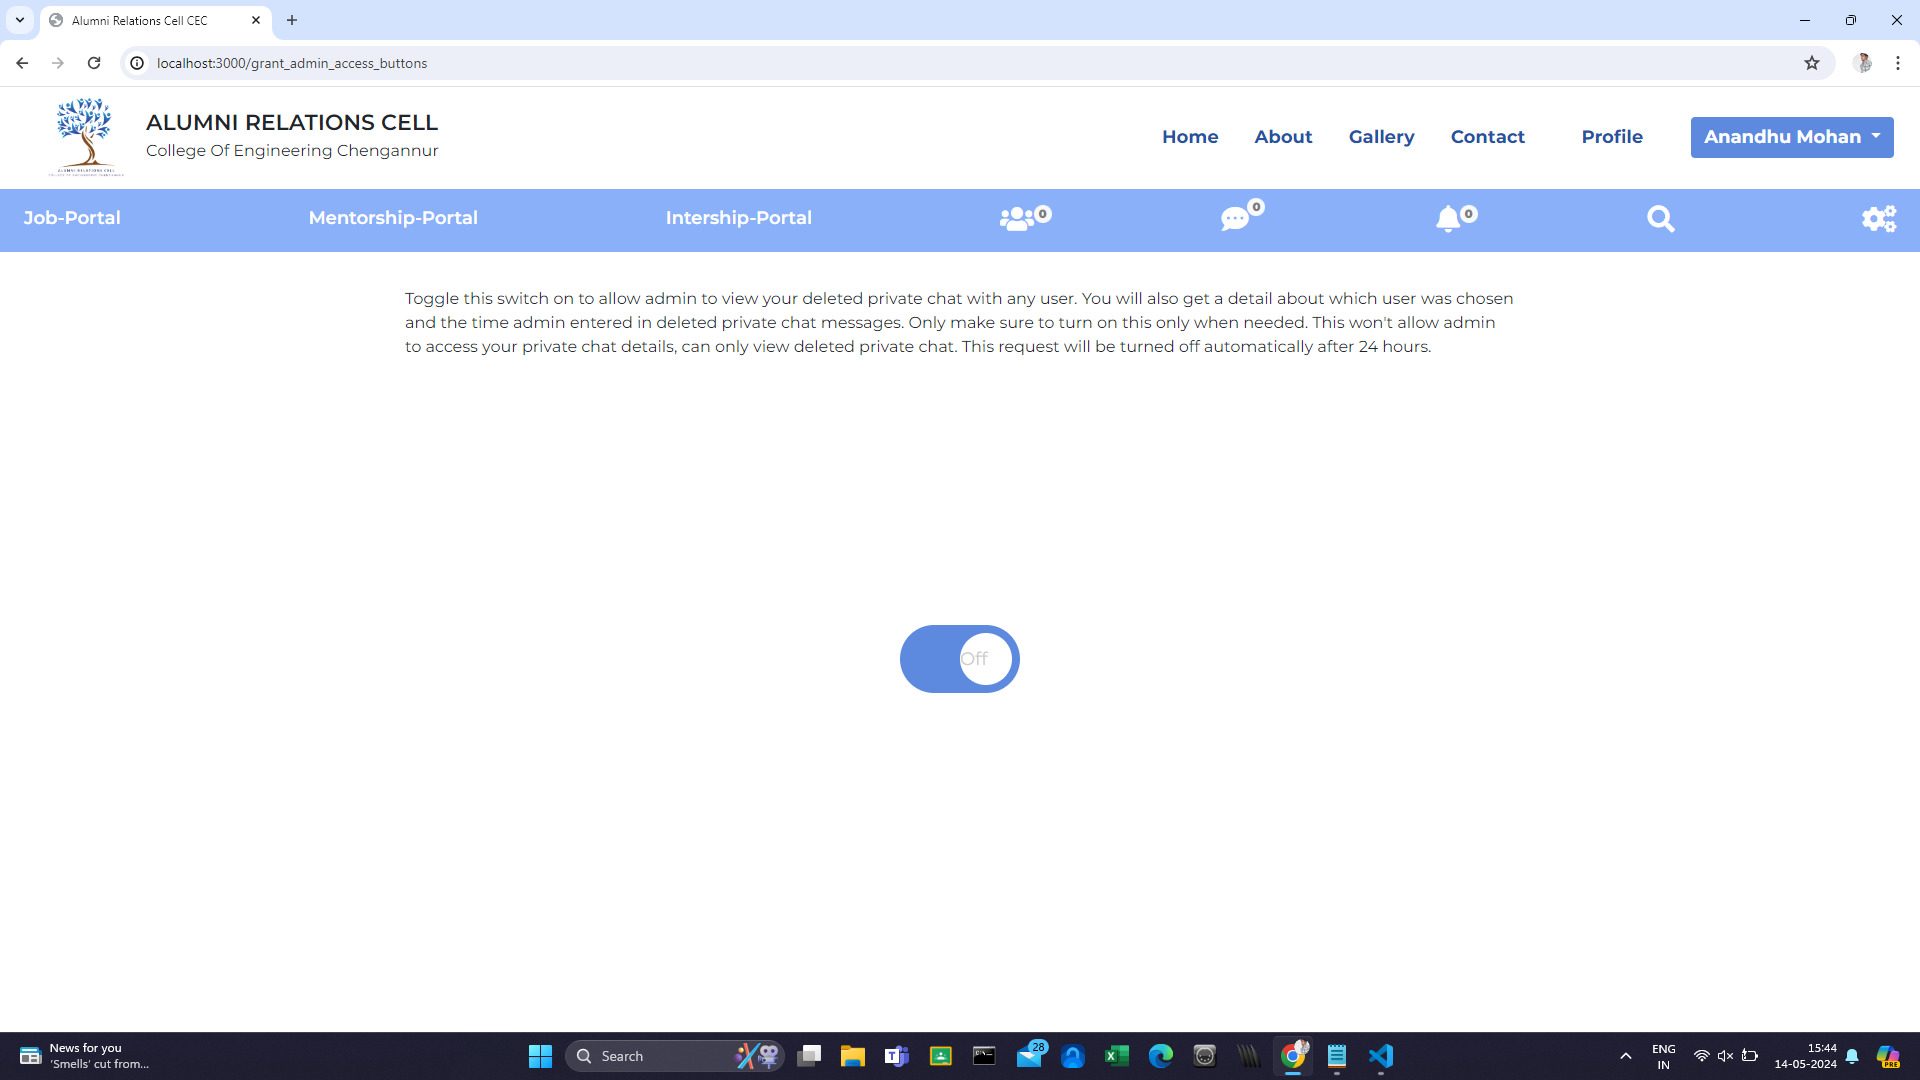 Alumni Relations Cell CEC
localhost:3000/grant_admin_access_buttons
ALUMNI RELATIONS CELL
College Of Engineering Chengannur
ALUMNI RELATIONS CELL
Home
About
Gallery
Contact
Profile
Anandhu Mohan
Job-Portal
Mentorship-Portal
Intership-Portal
0
0
0
Toggle this switch on to allow admin to view your deleted private chat with any user. You will also get a detail about which user was chosen
and the time admin entered in deleted private chat messages. Only make sure to turn on this only when needed. This won't allow admin
to access your private chat details, can only view deleted private chat. This request will be turned off automatically after 24 hours.
Off
News for you
'Smells' cut from...
Search
28
ENG
IN
15:44
14-05-2024
PRE